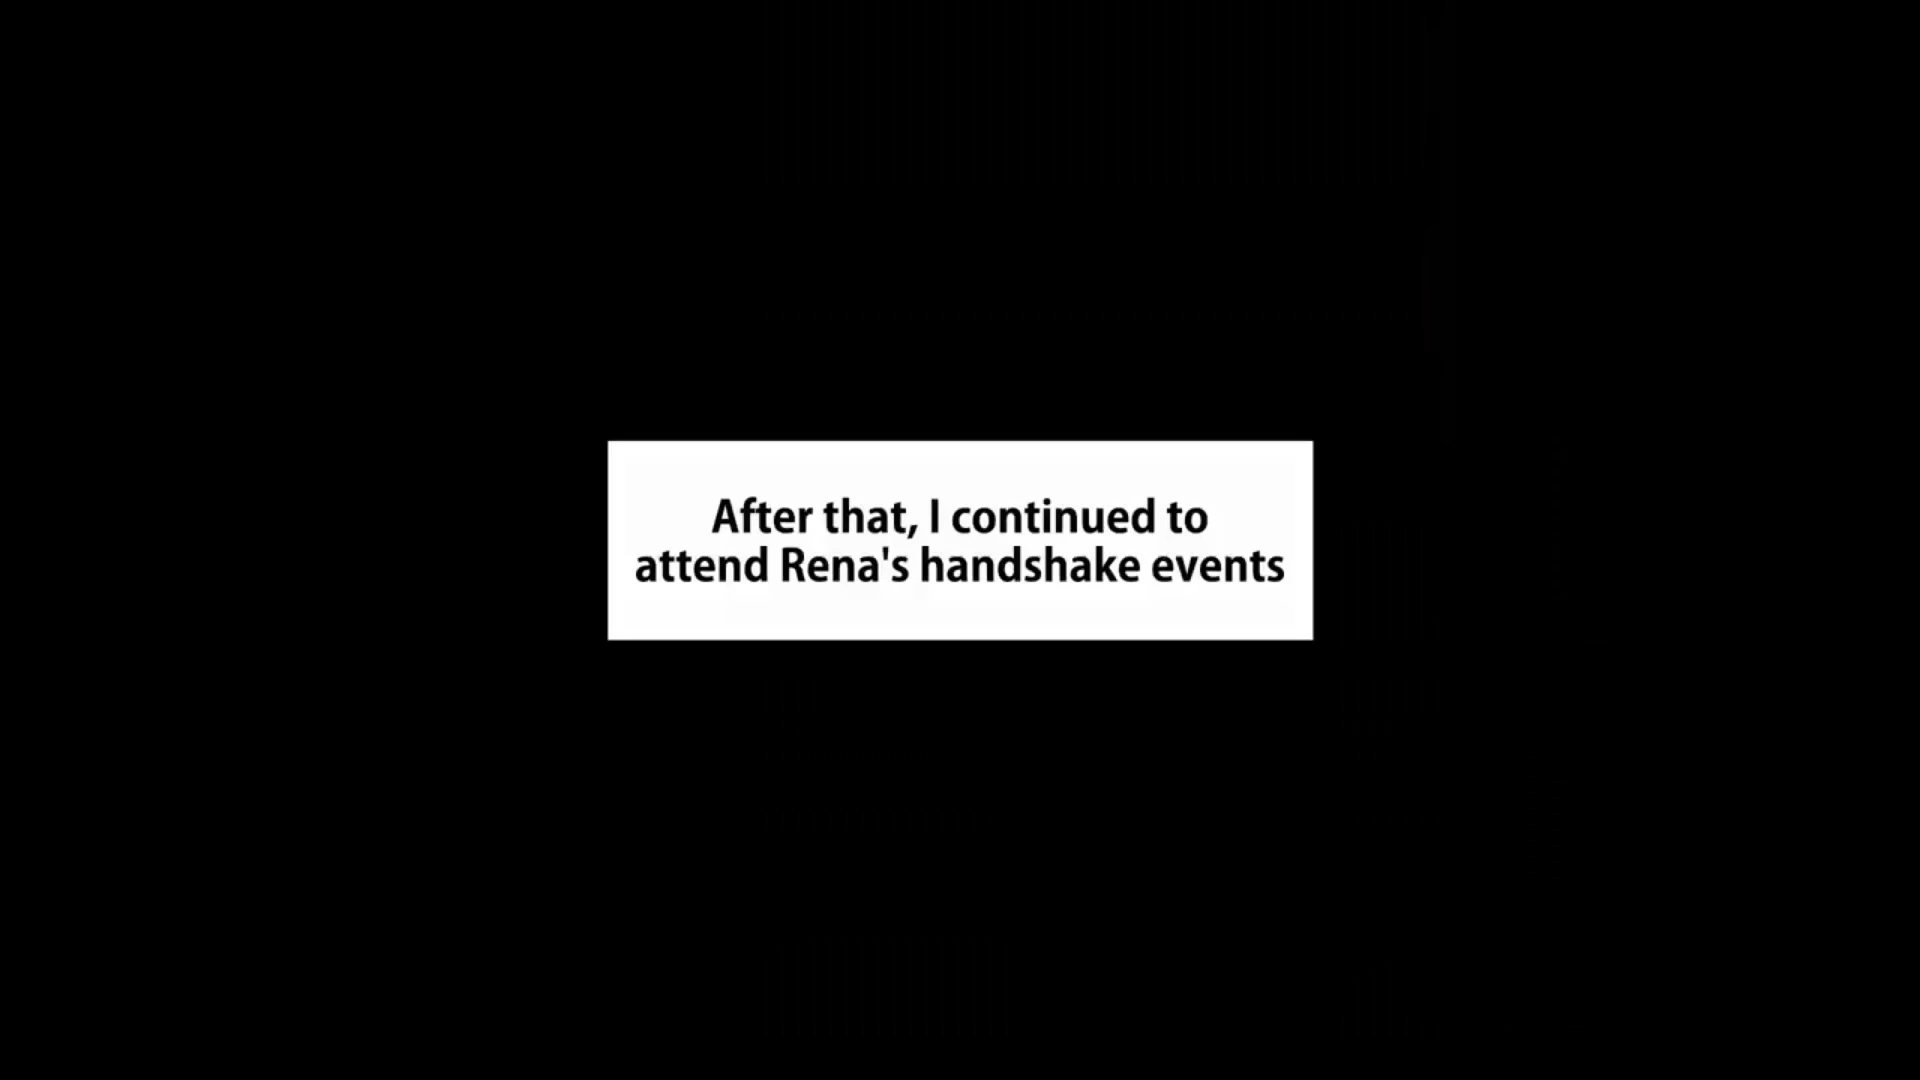 After that, I continued to
attend Rena's handshake events